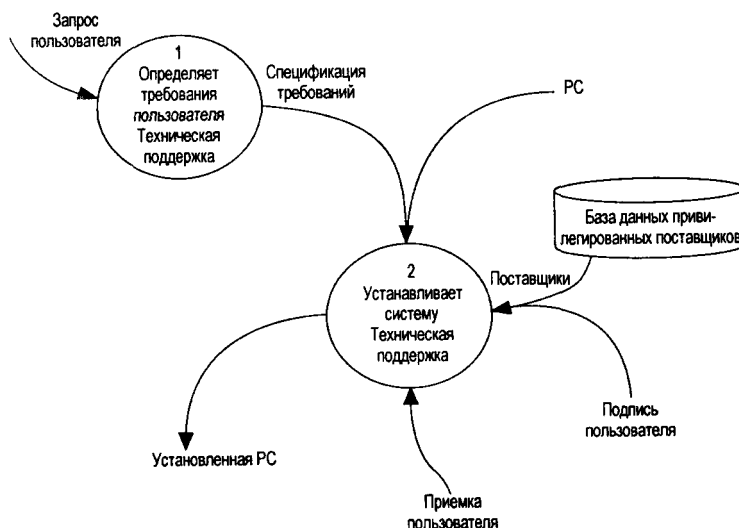 Запрос
пользователя
1
Определяет
требования
пользователя
Техническая
поддержка
Спецификация
требований
PC
База данных приви-
легированных поставщиков
2
Устанавливает
систему
Техническая
поддержка
Поставщики
Подпись
пользователя
Установленная PC
Приемка
пользователя